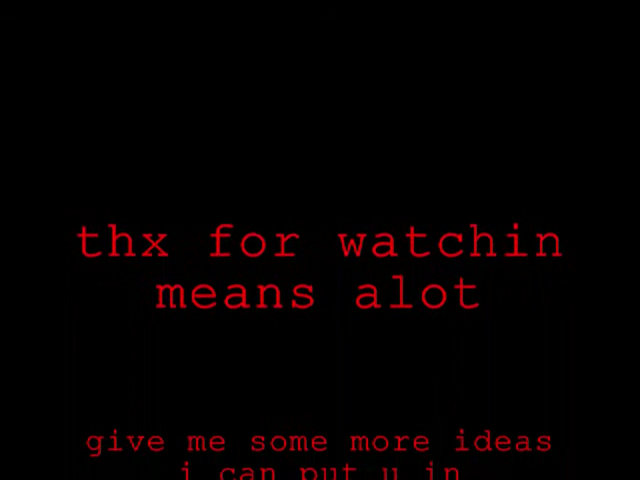 thx for watchin
means alot
give me some more ideas
i can put u in